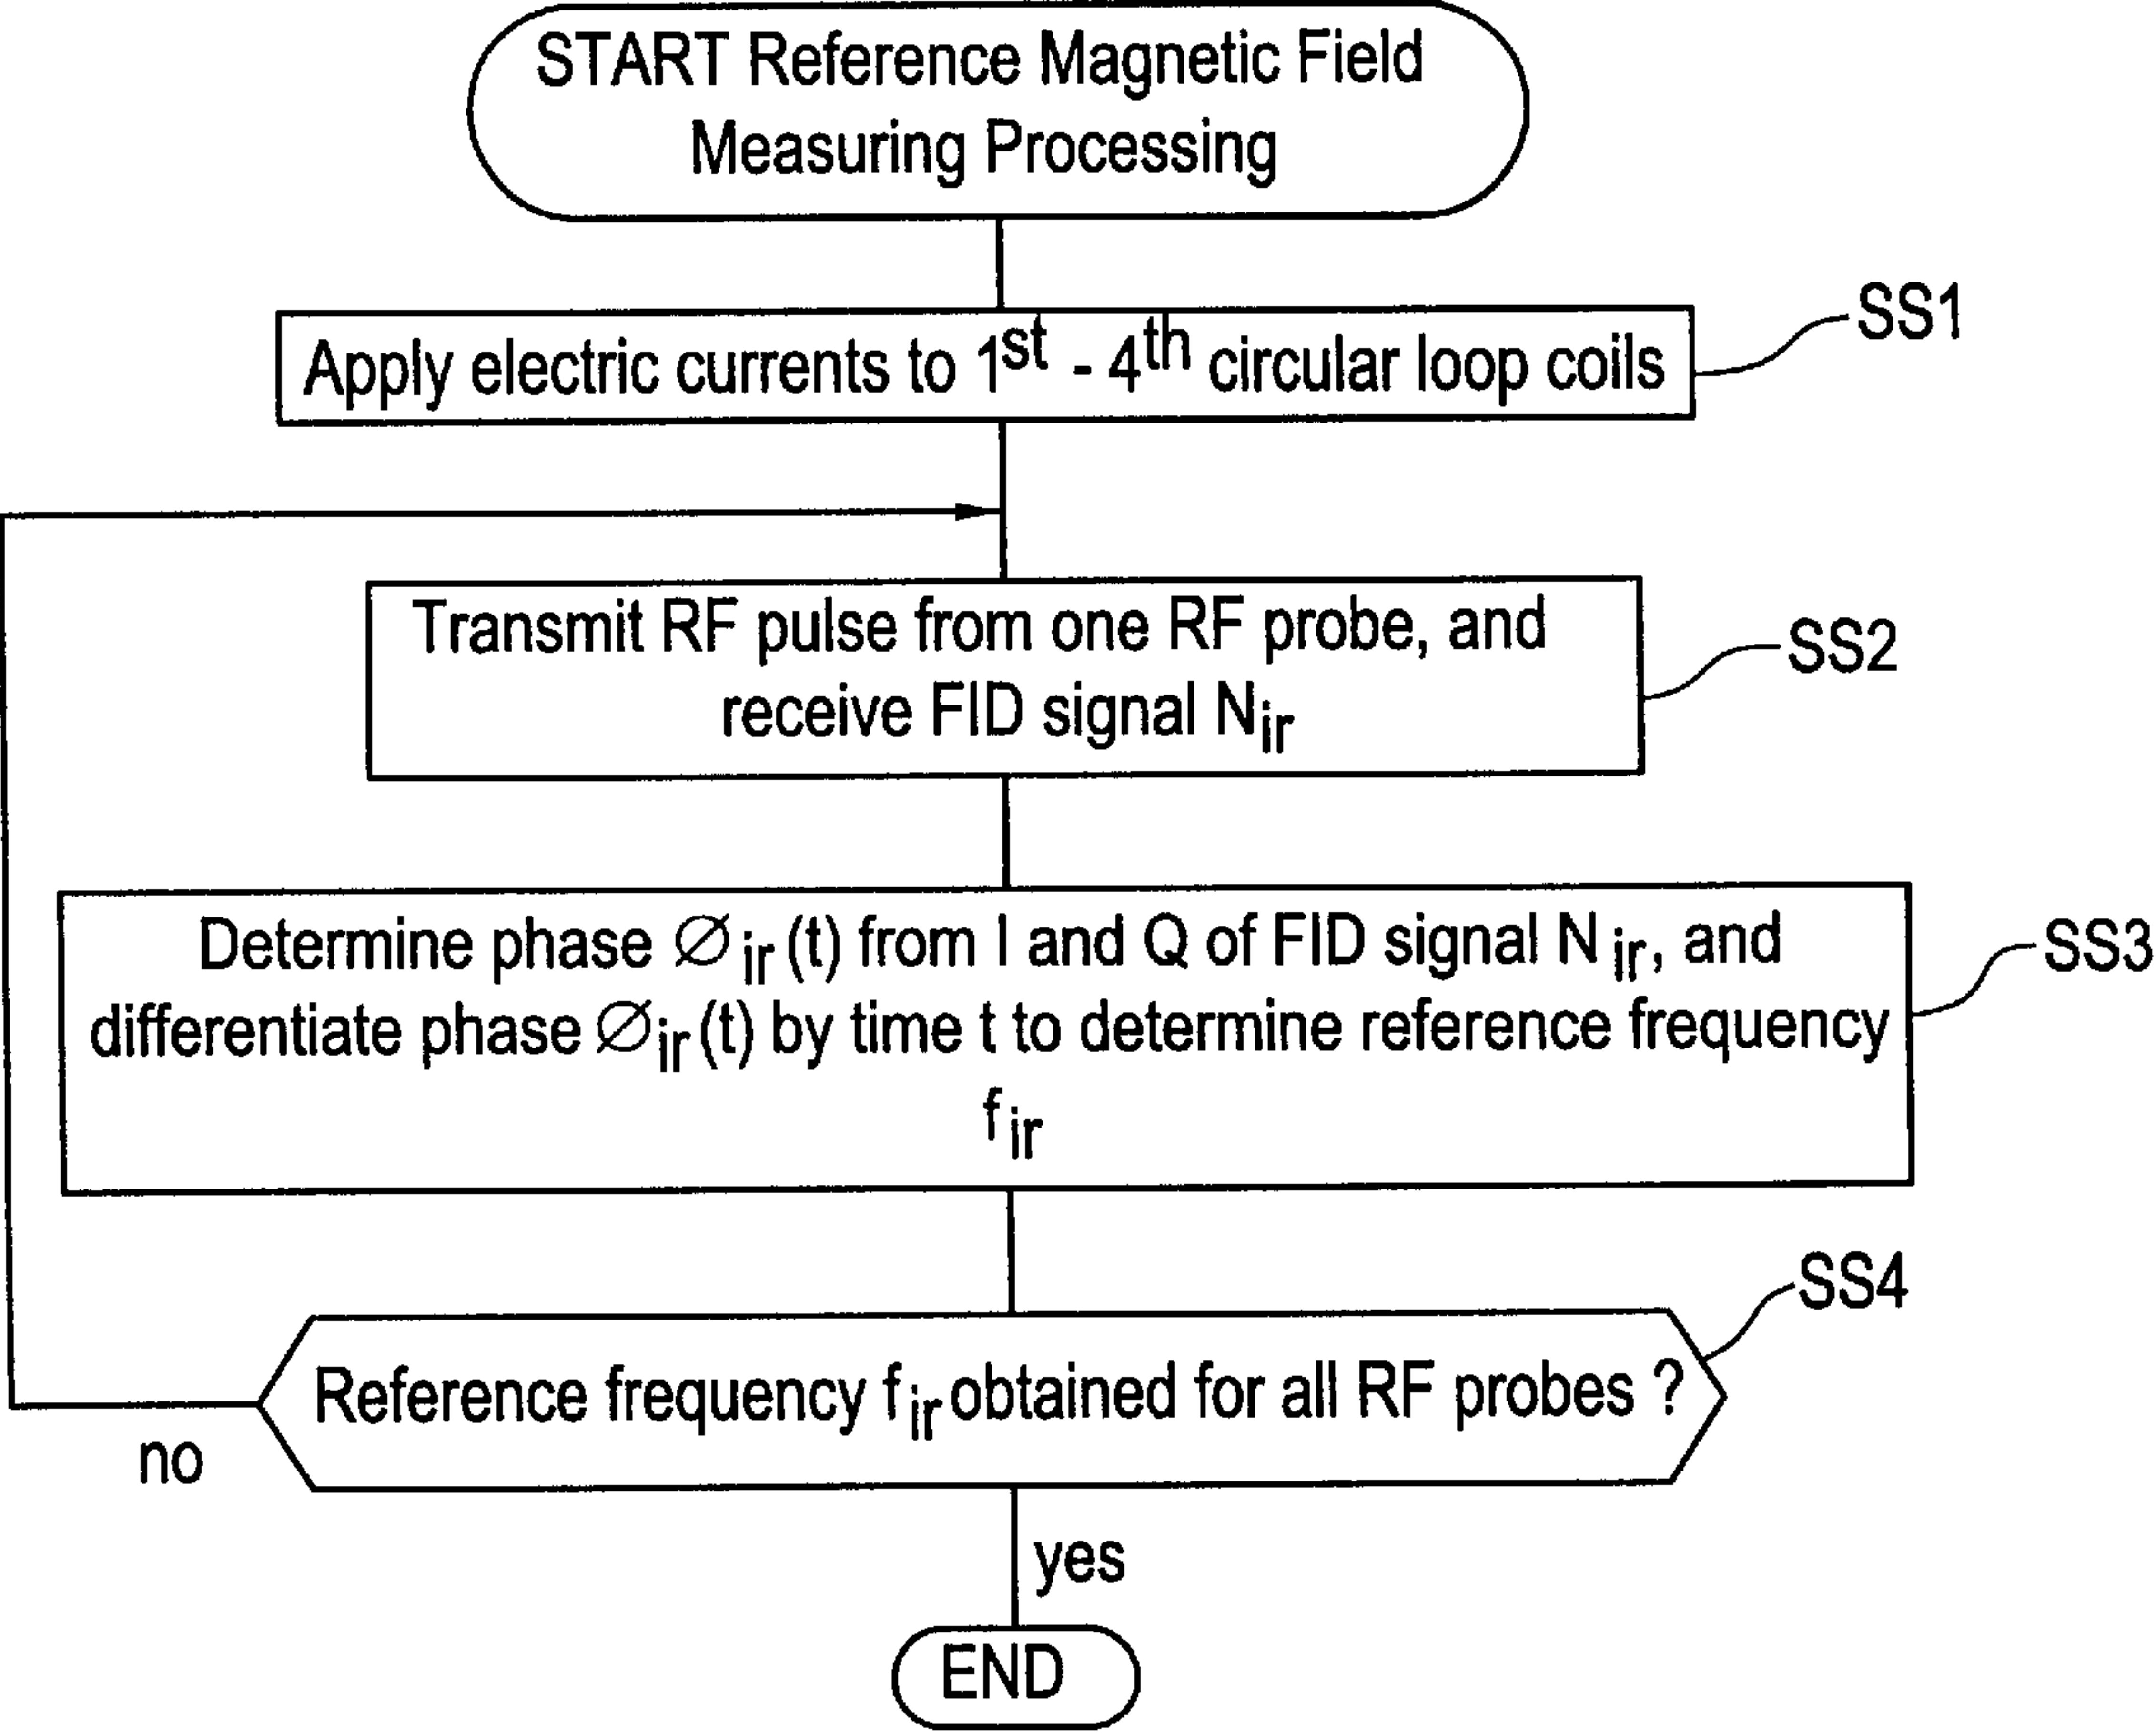 START Reference Magnetic Field
Measuring Processing
SS1
Apply electric currents to 1st - 4th circular loop coils
Transmit RF pulse from one RF probe, and
receive FID signal Nir
SS2
Determine phase ∅ir(t) from I and Q of FID signal Nir, and
differentiate phase ∅ir(t) by time t to determine reference frequency
fir
SS3
SS4
Reference frequency fir obtained for all RF probes ?
no
yes
END